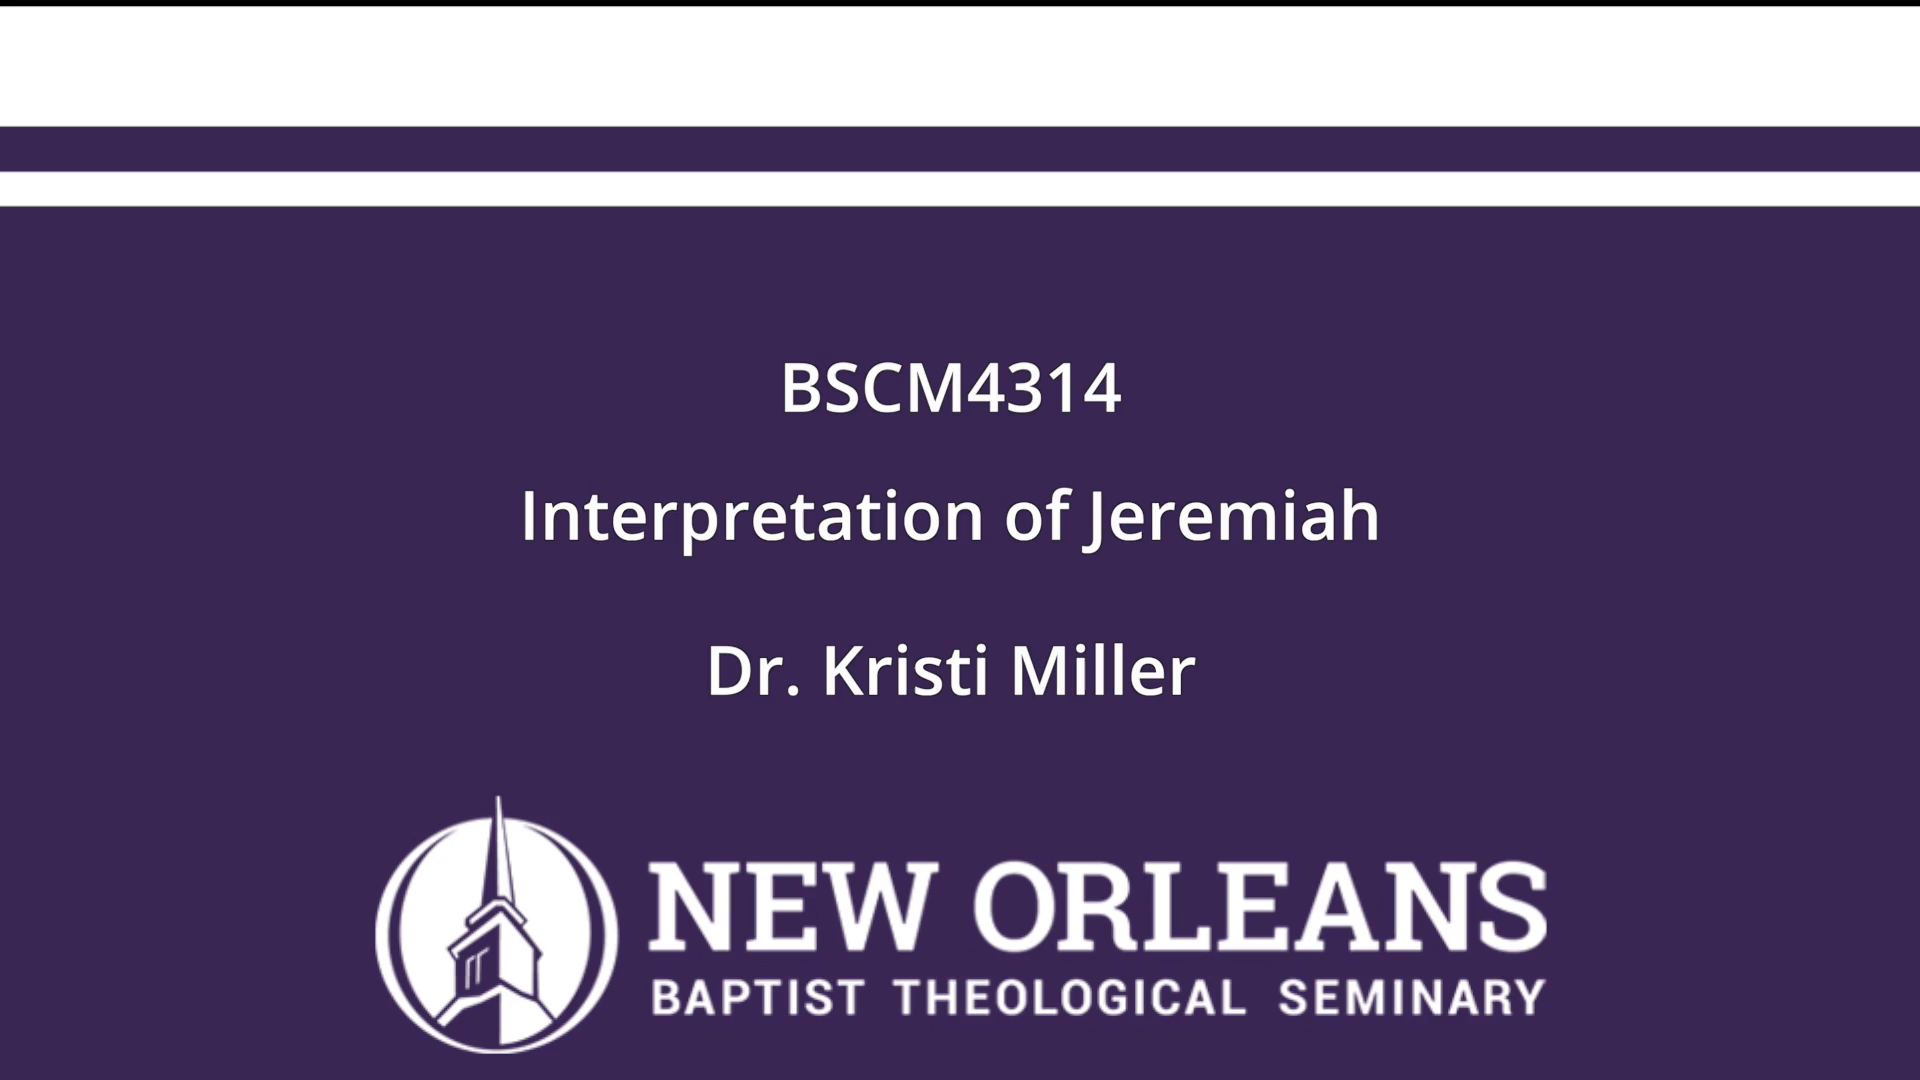 BSCM4314
Interpretation of Jeremiah
Dr. Kristi Miller
NEW ORLEANS
BAPTIST THEOLOGICAL SEMINARY